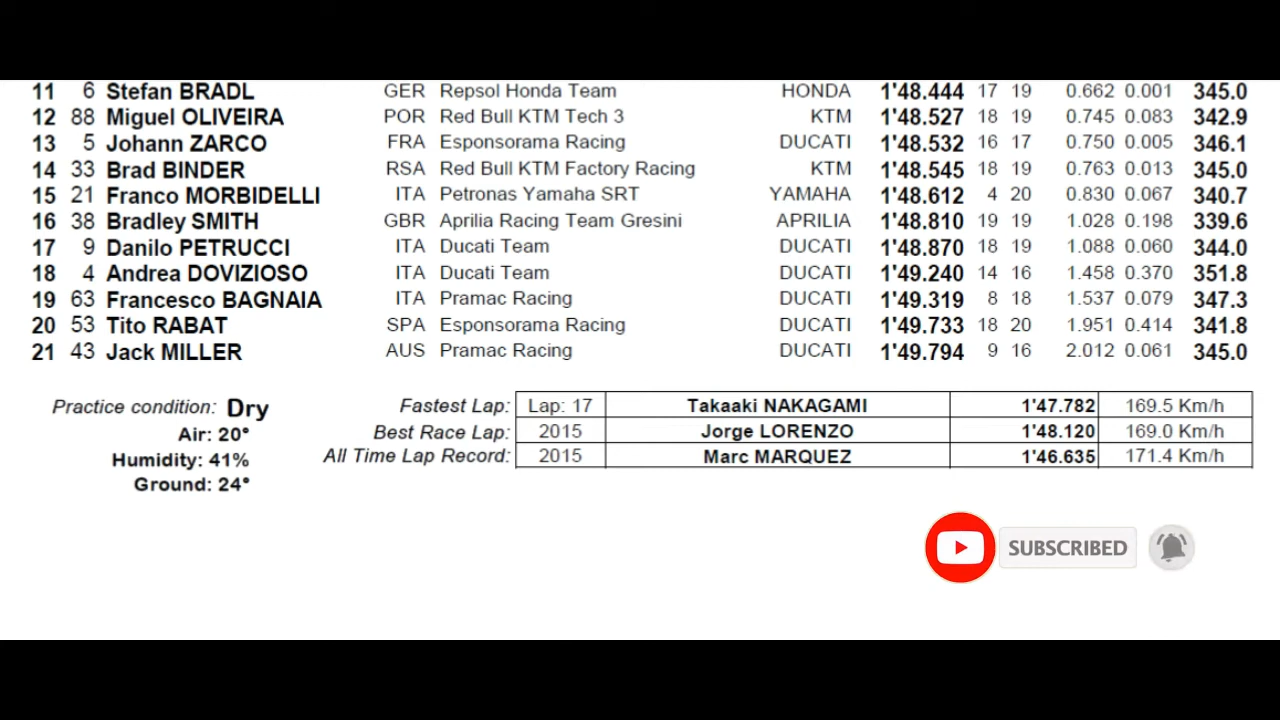 11 6 Stefan BRADL GER Repsol Honda Team HONDA 1'48.444 17 19 0.662 0.001 345.0
12 88 Miguel OLIVEIRA POR Red Bull KTM Tech 3 KTM 1'48.527 18 19 0.745 0.083 342.9
13 5 Johann ZARCO FRA Esponsorama Racing DUCATI 1'48.532 16 17 0.750 0.005 346.1
14 33 Brad BINDER RSA Red Bull KTM Factory Racing KTM 1'48.545 18 19 0.763 0.013 345.0
15 21 Franco MORBIDELLI ITA Petronas Yamaha SRT YAMAHA 1'48.612 4 20 0.830 0.067 340.7
16 38 Bradley SMITH GBR Aprilia Racing Team Gresini APRILIA 1'48.810 19 19 1.028 0.198 339.6
17 9 Danilo PETRUCCI ITA Ducati Team DUCATI 1'48.870 18 19 1.088 0.060 344.0
18 4 Andrea DOVIZIOSO ITA Ducati Team DUCATI 1'49.240 14 16 1.458 0.370 351.8
19 63 Francesco BAGNAIA ITA Pramac Racing DUCATI 1'49.319 8 18 1.537 0.079 347.3
20 53 Tito RABAT SPA Esponsorama Racing DUCATI 1'49.733 18 20 1.951 0.414 341.8
21 43 Jack MILLER AUS Pramac Racing DUCATI 1'49.794 9 16 2.012 0.061 345.0
Practice condition: Dry Fastest Lap: Lap: 17 Takaaki NAKAGAMI 1'47.782 169.5 Km/h
Air: 20° Best Race Lap: 2015 Jorge LORENZO 1'48.120 169.0 Km/h
Humidity: 41% All Time Lap Record: 2015 Marc MARQUEZ 1'46.635 171.4 Km/h
Ground: 24°
SUBSCRIBED